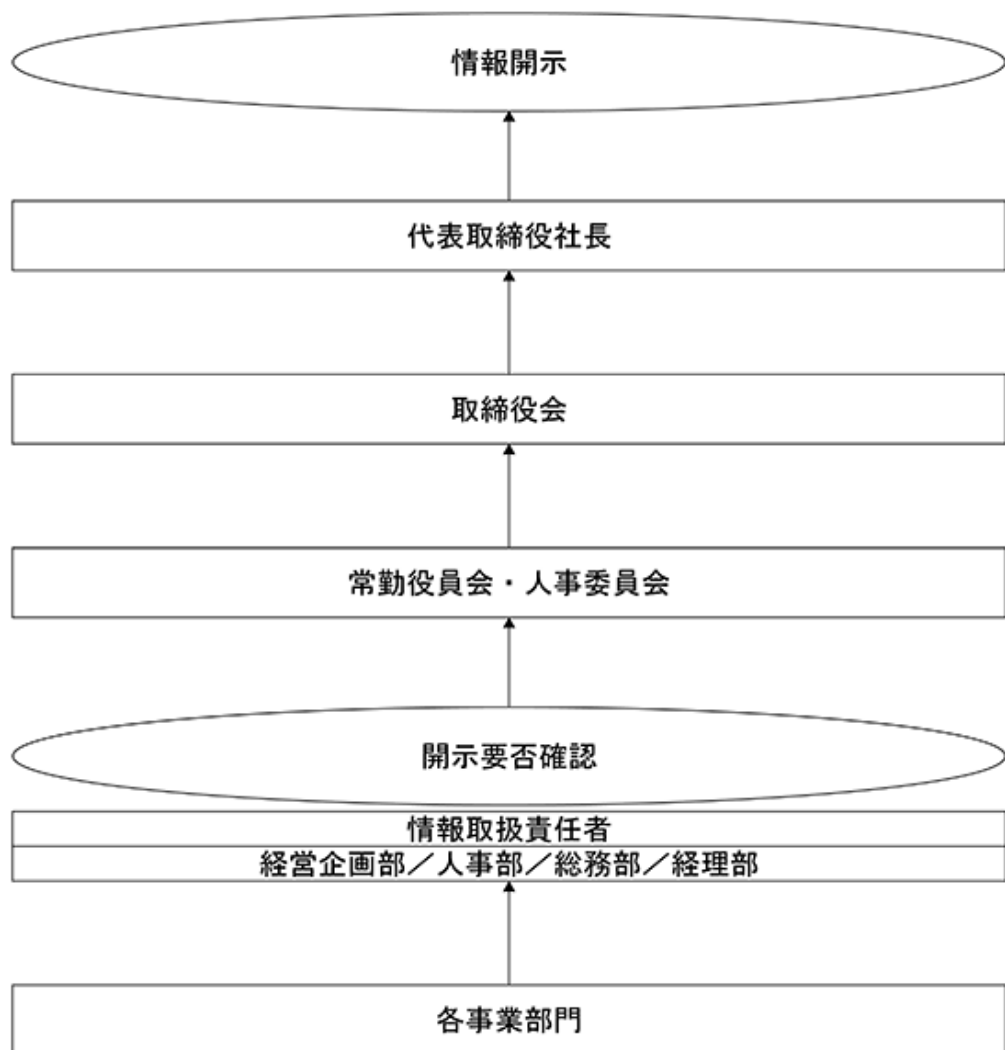 情報開示
代表取締役社長
取締役会
常勤役員会・人事委員会
開示要否確認
情報取扱責任者
経営企画部／人事部／総務部／経理部
各事業部門